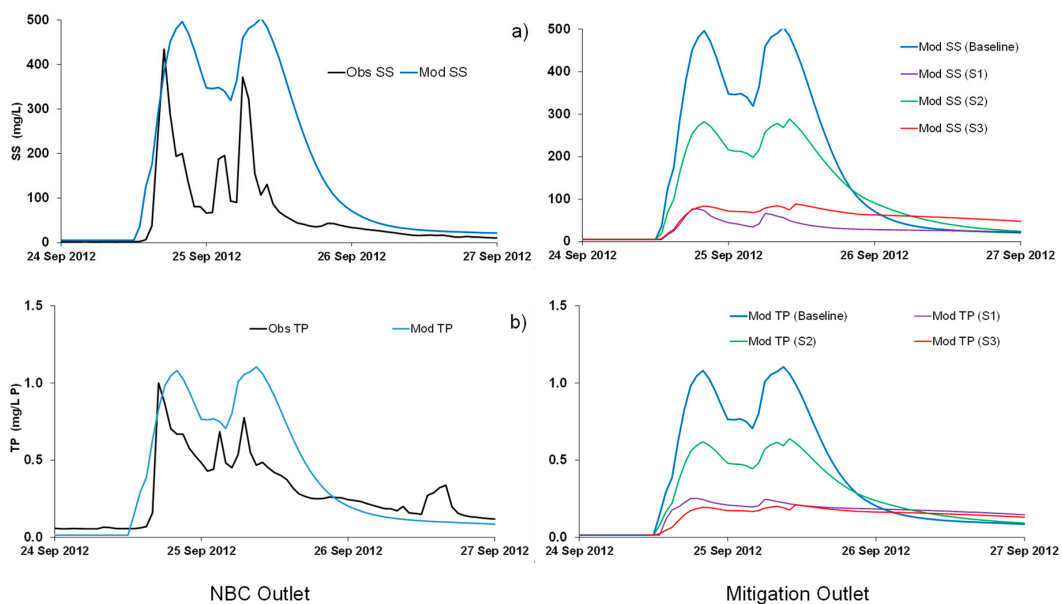 a)
500
400
300
200
100
0
SS (mg/L)
Obs SS
Mod SS
24 Sep 2012
25 Sep 2012
26 Sep 2012
27 Sep 2012
500
400
300
200
100
0
Mod SS (Baseline)
Mod SS (S1)
Mod SS (S2)
Mod SS (S3)
24 Sep 2012
25 Sep 2012
26 Sep 2012
27 Sep 2012
b)
1.5
1.0
0.5
0.0
TP (mg/L P)
Obs TP
Mod TP
24 Sep 2012
25 Sep 2012
26 Sep 2012
27 Sep 2012
1.5
1.0
0.5
0.0
Mod TP (Baseline)
Mod TP (S1)
Mod TP (S2)
Mod TP (S3)
24 Sep 2012
25 Sep 2012
26 Sep 2012
27 Sep 2012
NBC Outlet
Mitigation Outlet